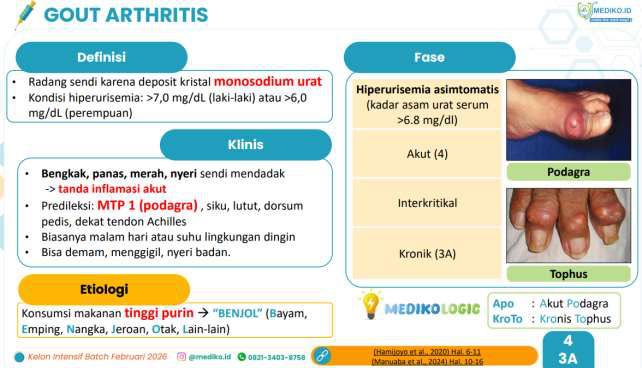 GOUT ARTHRITIS
MEDIKO.ID
Definisi
• Radang sendi karena deposit kristal monosodium urat
• Kondisi hiperurisemia: >7,0 mg/dL (laki-laki) atau >6,0
mg/dL (perempuan)
Klinis
• Bengkak, panas, merah, nyeri sendi mendadak
-> tanda inflamasi akut
• Predileksi: MTP 1 (podagra) , siku, lutut, dorsum
pedis, dekat tendon Achilles
• Biasanya malam hari atau suhu lingkungan dingin
• Bisa demam, menggigil, nyeri badan.
Etiologi
Konsumsi makanan tinggi purin → “BENJOL” (Bayam,
Emping, Nangka, Jeroan, Otak, Lain-lain)
Fase
Hiperurisemia asimtomatis
(kadar asam urat serum
>6.8 mg/dl)
Akut (4)
Interkritikal
Kronik (3A)
Podagra
Tophus
MEDIKOLOGIC
Apo : Akut Podagra
KroTo : Kronis Tophus
Kelon Intensif Batch Februari 2026
@mediko.id
0821-3403-8758
(Hamijoyo et al., 2020) Hal. 6-11
(Manuaba et al., 2024) Hal. 10-16
4
3A